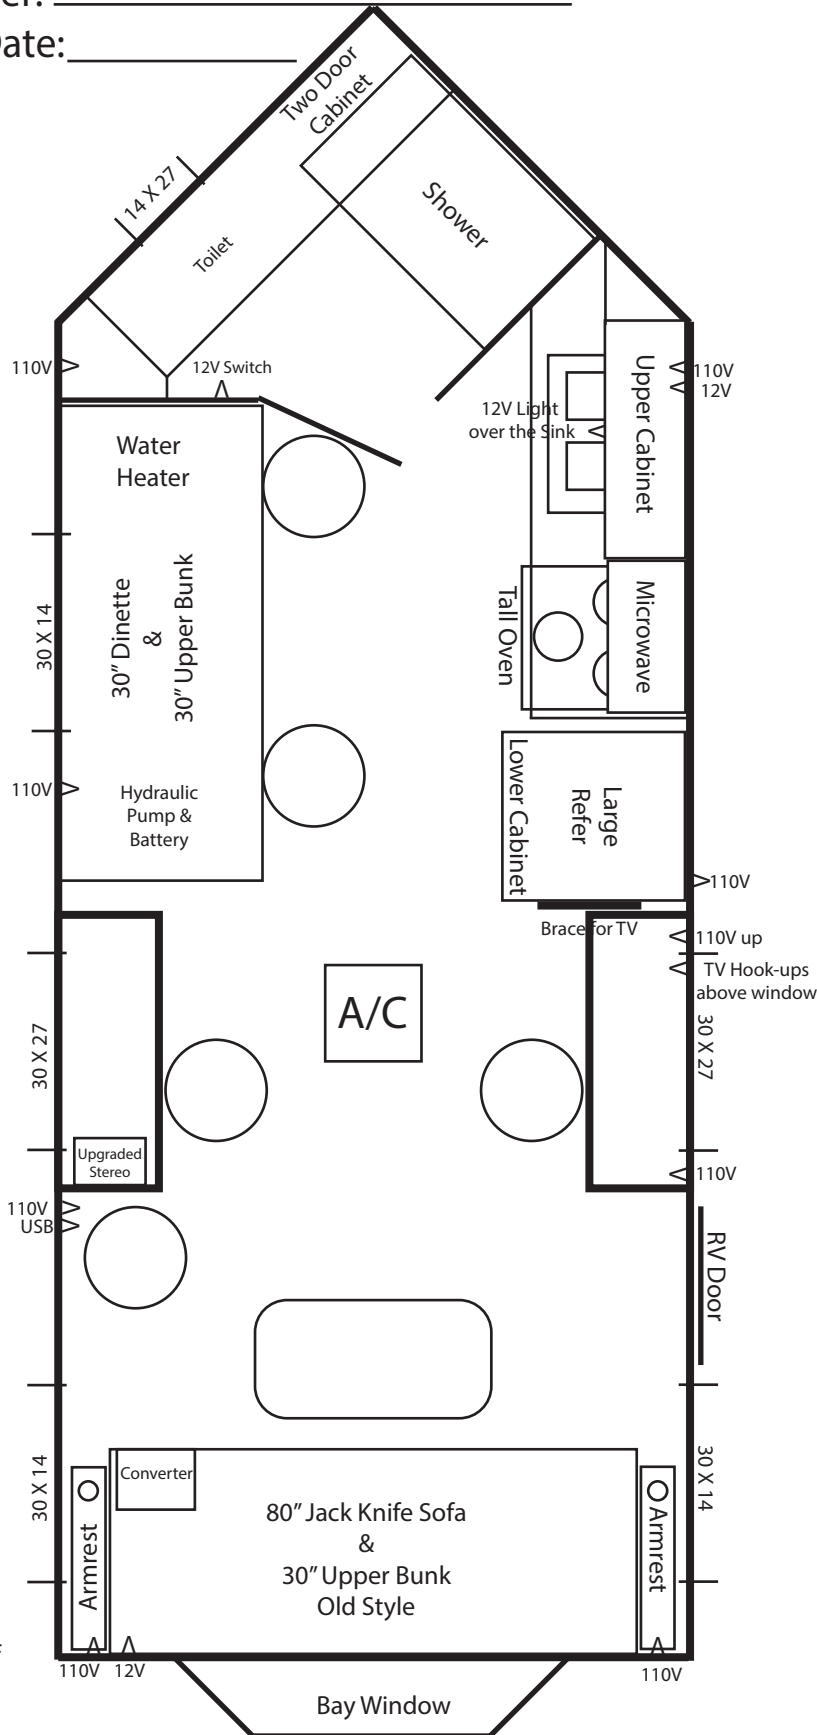 Date:
Two Door
Cabinet
14 X 27
Toilet
Shower
110V
12V Switch
110V
12V
12V Light
over the Sink
Upper Cabinet
Water
Heater
30" Dinette
&
30" Upper Bunk
30 X 14
Tall Oven
Microwave
110V
Hydraulic
Pump &
Battery
Lower Cabinet
Large
Refer
110V
Brace for TV
110V up
TV Hook-ups
above window
A/C
30 X 27
30 X 27
Upgraded
Stereo
110V
110V
USB
RV Door
30 X 14
Converter
30 X 14
Armrest
80" Jack Knife Sofa
&
30" Upper Bunk
Old Style
Armrest
110V
12V
110V
Bay Window